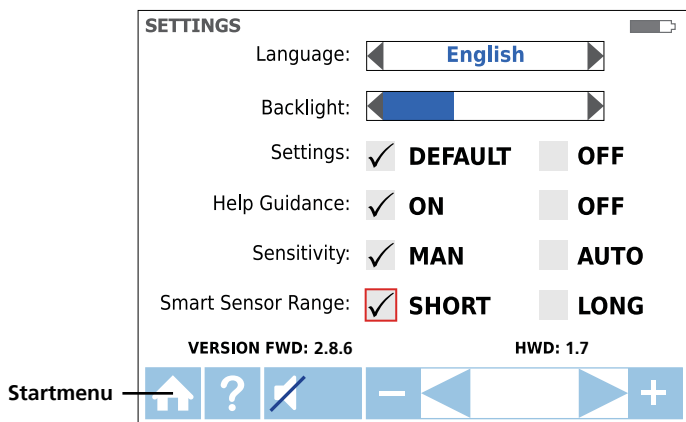 SETTINGS
Language: English
Backlight:
Settings: ✓ DEFAULT OFF
Help Guidance: ✓ ON OFF
Sensitivity: ✓ MAN AUTO
Smart Sensor Range: ✓ SHORT LONG
VERSION FWD: 2.8.6 HWD: 1.7
Startmenu ? − +